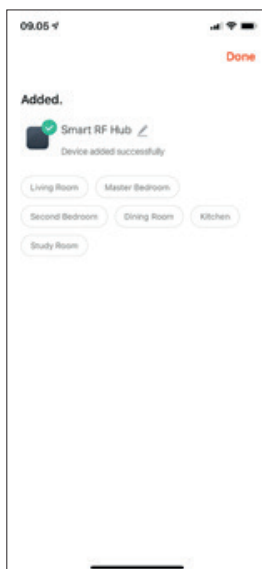 09.05
Done
Added.
Smart RF Hub
Device added successfully
Living Room Master Bedroom
Second Bedroom Dining Room Kitchen
Study Room